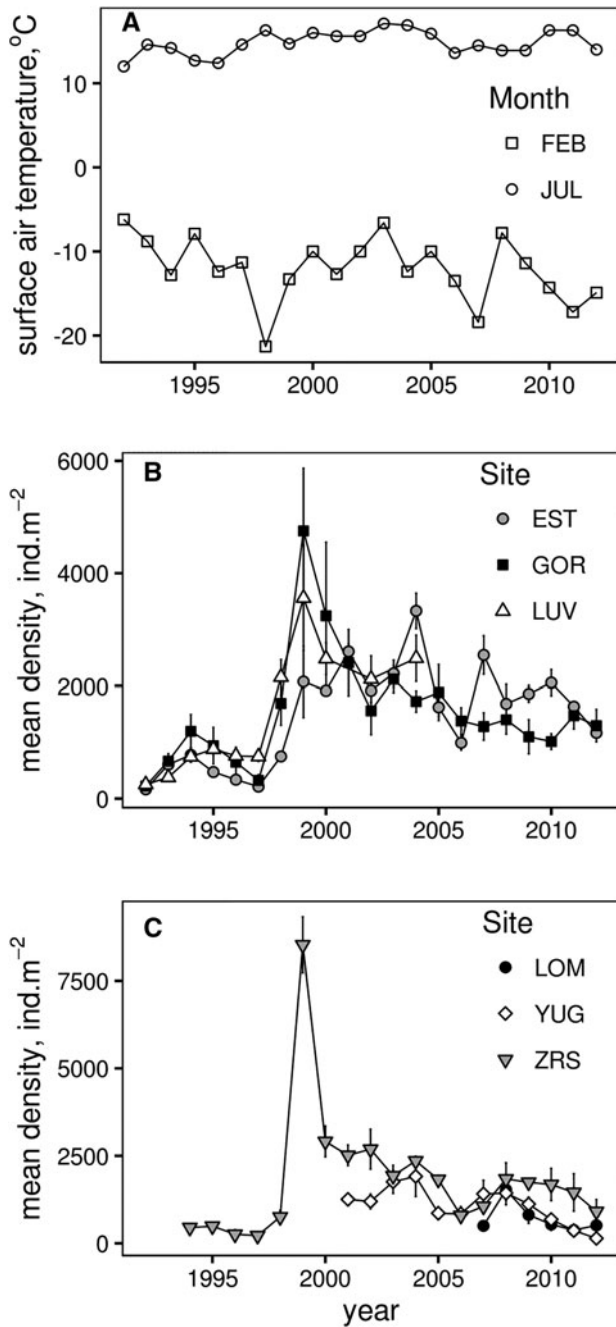 A
surface air temperature,°C
10
0
-10
-20
Month
FEB
JUL
1995 2000 2005 2010
B
mean density, ind.m⁻²
6000
4000
2000
0
Site
EST
GOR
LUV
1995 2000 2005 2010
C
mean density, ind.m⁻²
7500
5000
2500
0
Site
LOM
YUG
ZRS
1995 2000 2005 2010
year